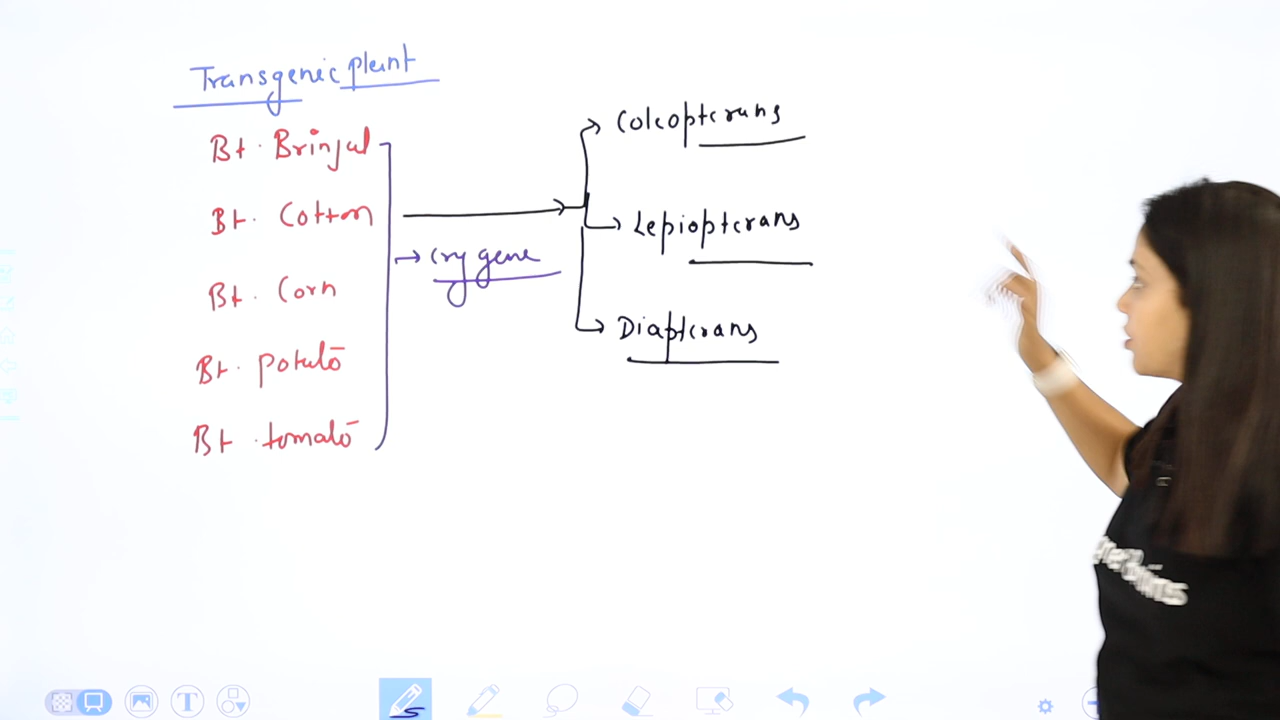 Transgenic plant
Bt. Brinjal
Bt. Cotton
Bt. Corn
Bt. potato
Bt. tomato
→ Cry gene
Coleopterans
Lepiopterans
Diapterans
T